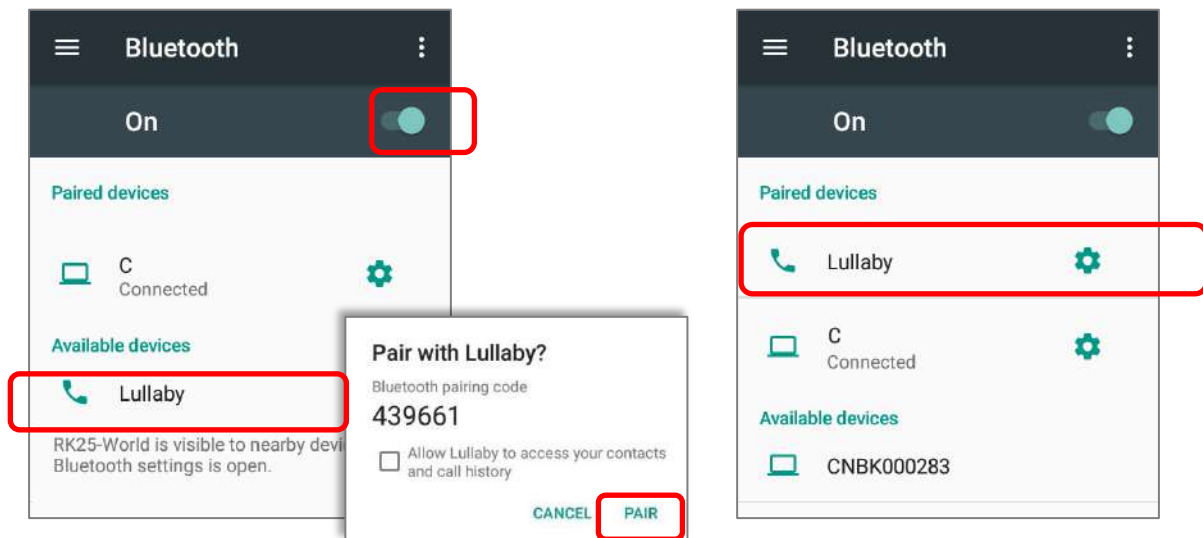 Bluetooth
On
Paired devices
C
Connected
Available devices
Lullaby
RK25-World is visible to nearby devi
Bluetooth settings is open.
Pair with Lullaby?
Bluetooth pairing code
439661
Allow Lullaby to access your contacts
and call history
CANCEL PAIR
Bluetooth
On
Paired devices
Lullaby
C
Connected
Available devices
CNBK000283